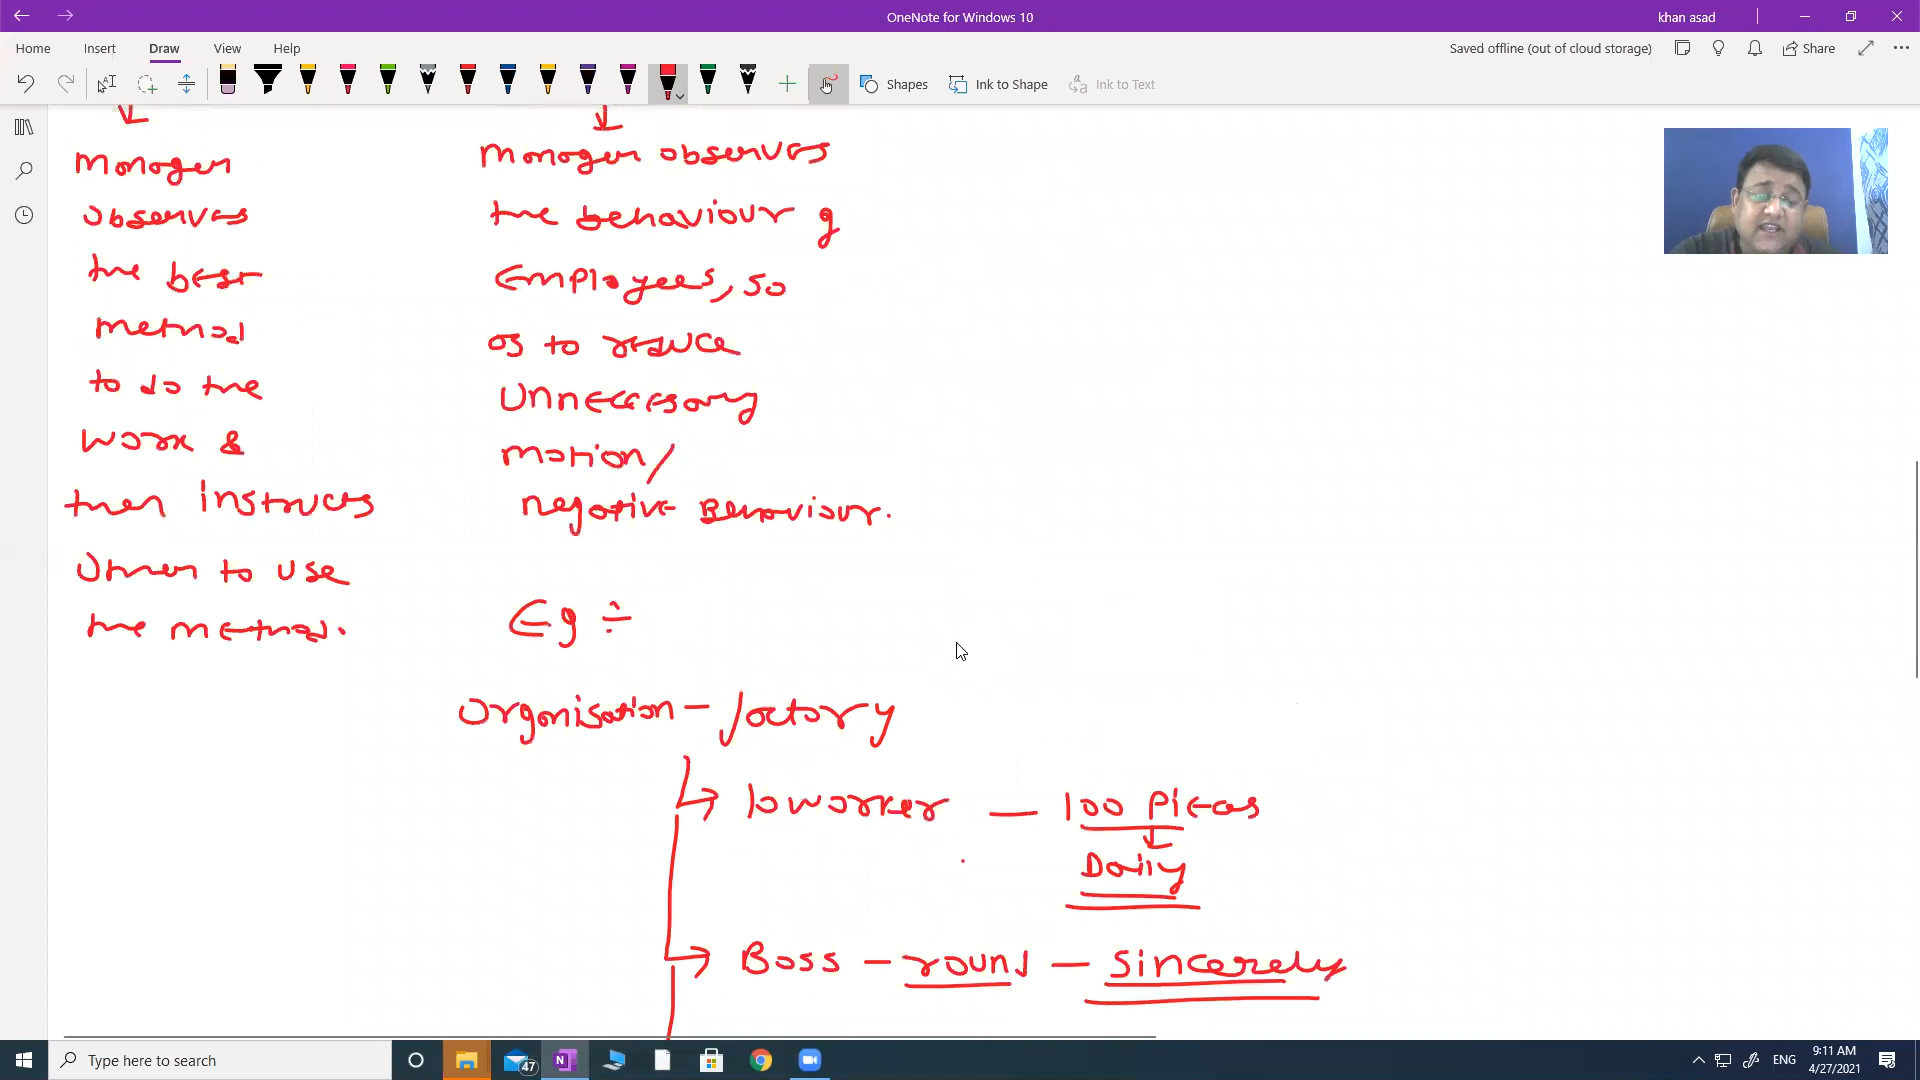 OneNote for Windows 10
khan asad
Home Insert Draw View Help
Saved offline (out of cloud storage)
Share
Shapes
Ink to Shape
Ink to Text
Manager
observes
the best
method
to do the
work &
then instructs
other to use
the method.
Manager observes
the behaviour of
Employees, so
as to reduce
Unnecessary
motion/
negative Behaviour.
Eg ÷
Organisation - factory
10 worker — 100 Pieces
Daily
Boss - round - Sincerely
Type here to search
47
ENG
9:11 AM
4/27/2021